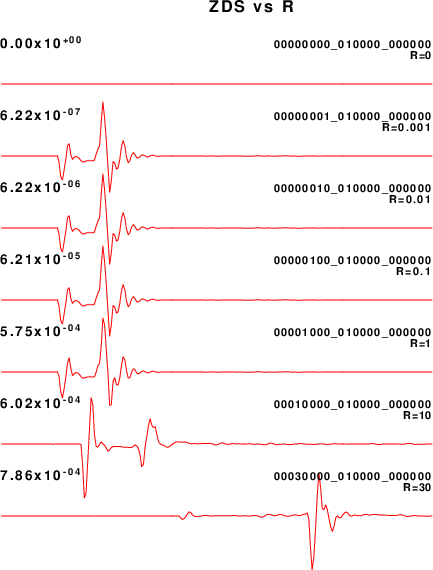 ZDS vs R
0.00x10 +00 00000000_010000_000000
R=0
6.22x10 -07 00000001_010000_000000
R=0.001
6.22x10 -06 00000010_010000_000000
R=0.01
6.21x10 -05 00000100_010000_000000
R=0.1
5.75x10 -04 00001000_010000_000000
R=1
6.02x10 -04 00010000_010000_000000
R=10
7.86x10 -04 00030000_010000_000000
R=30